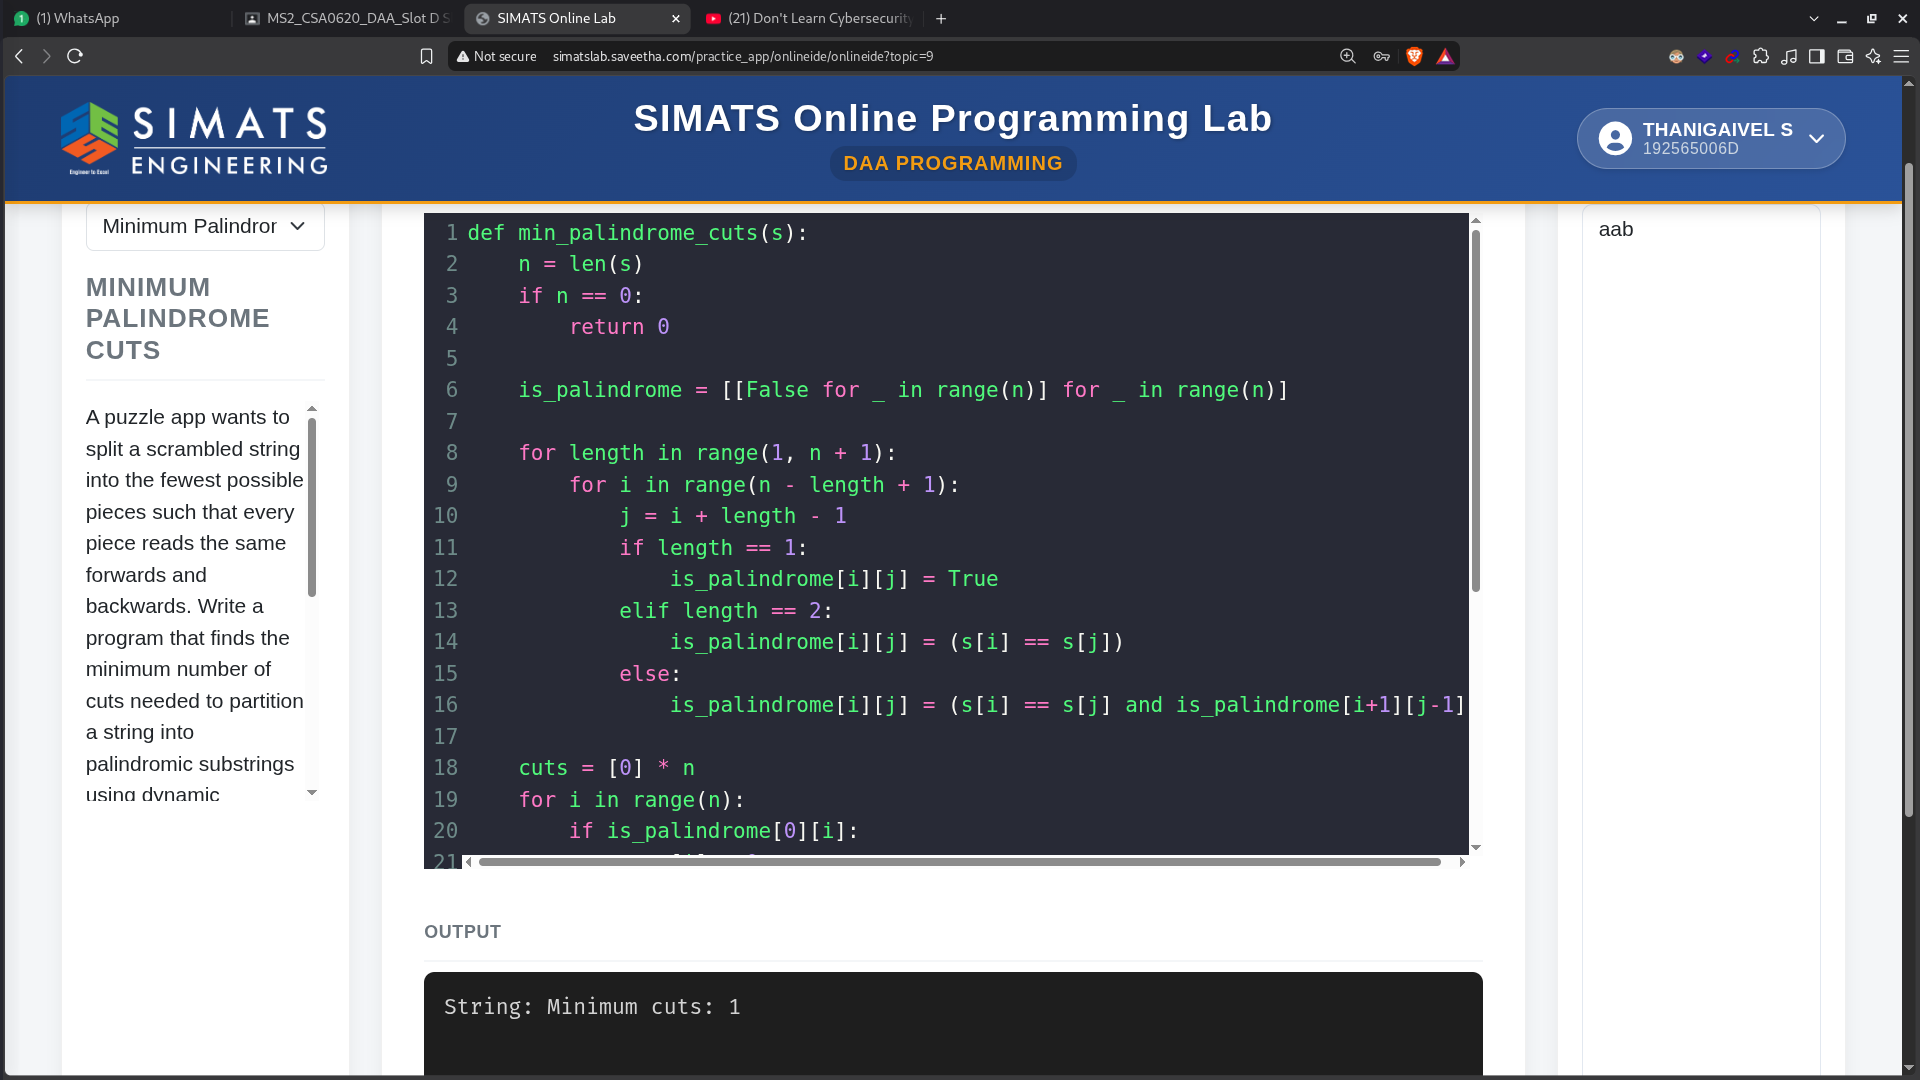 (1) WhatsApp
MS2_CSA0620_DAA_Slot D S
SIMATS Online Lab
(21) Don't Learn Cybersecurity
Not secure
simatslab.saveetha.com/practice_app/onlineide/onlineide?topic=9
SIMATS
ENGINEERING
Engineer to Excel
SIMATS Online Programming Lab
DAA PROGRAMMING
THANIGAIVEL S
192565006D
Minimum Palindror
MINIMUM
PALINDROME
CUTS
A puzzle app wants to
split a scrambled string
into the fewest possible
pieces such that every
piece reads the same
forwards and
backwards. Write a
program that finds the
minimum number of
cuts needed to partition
a string into
palindromic substrings
using dynamic
1 def min_palindrome_cuts(s):
2     n = len(s)
3     if n == 0:
4         return 0
5
6     is_palindrome = [[False for _ in range(n)] for _ in range(n)]
7
8     for length in range(1, n + 1):
9         for i in range(n - length + 1):
10             j = i + length - 1
11             if length == 1:
12                 is_palindrome[i][j] = True
13             elif length == 2:
14                 is_palindrome[i][j] = (s[i] == s[j])
15             else:
16                 is_palindrome[i][j] = (s[i] == s[j] and is_palindrome[i+1][j-1]
17
18     cuts = [0] * n
19     for i in range(n):
20         if is_palindrome[0][i]:
21
OUTPUT
String: Minimum cuts: 1
aab